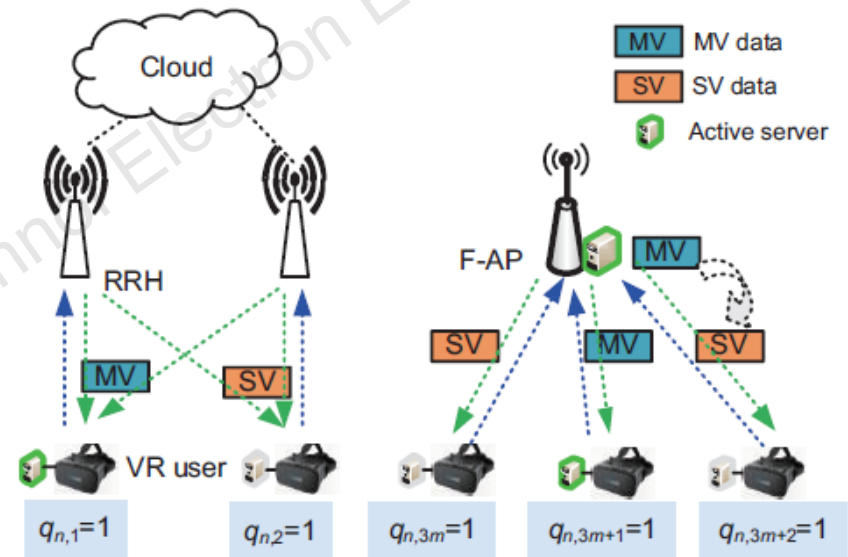 Cloud
MV MV data
SV SV data
Active server
RRH
F-AP
MV
MV
SV
SV
MV
SV
VR user
qn,1=1
qn,2=1
qn,3m=1
qn,3m+1=1
qn,3m+2=1